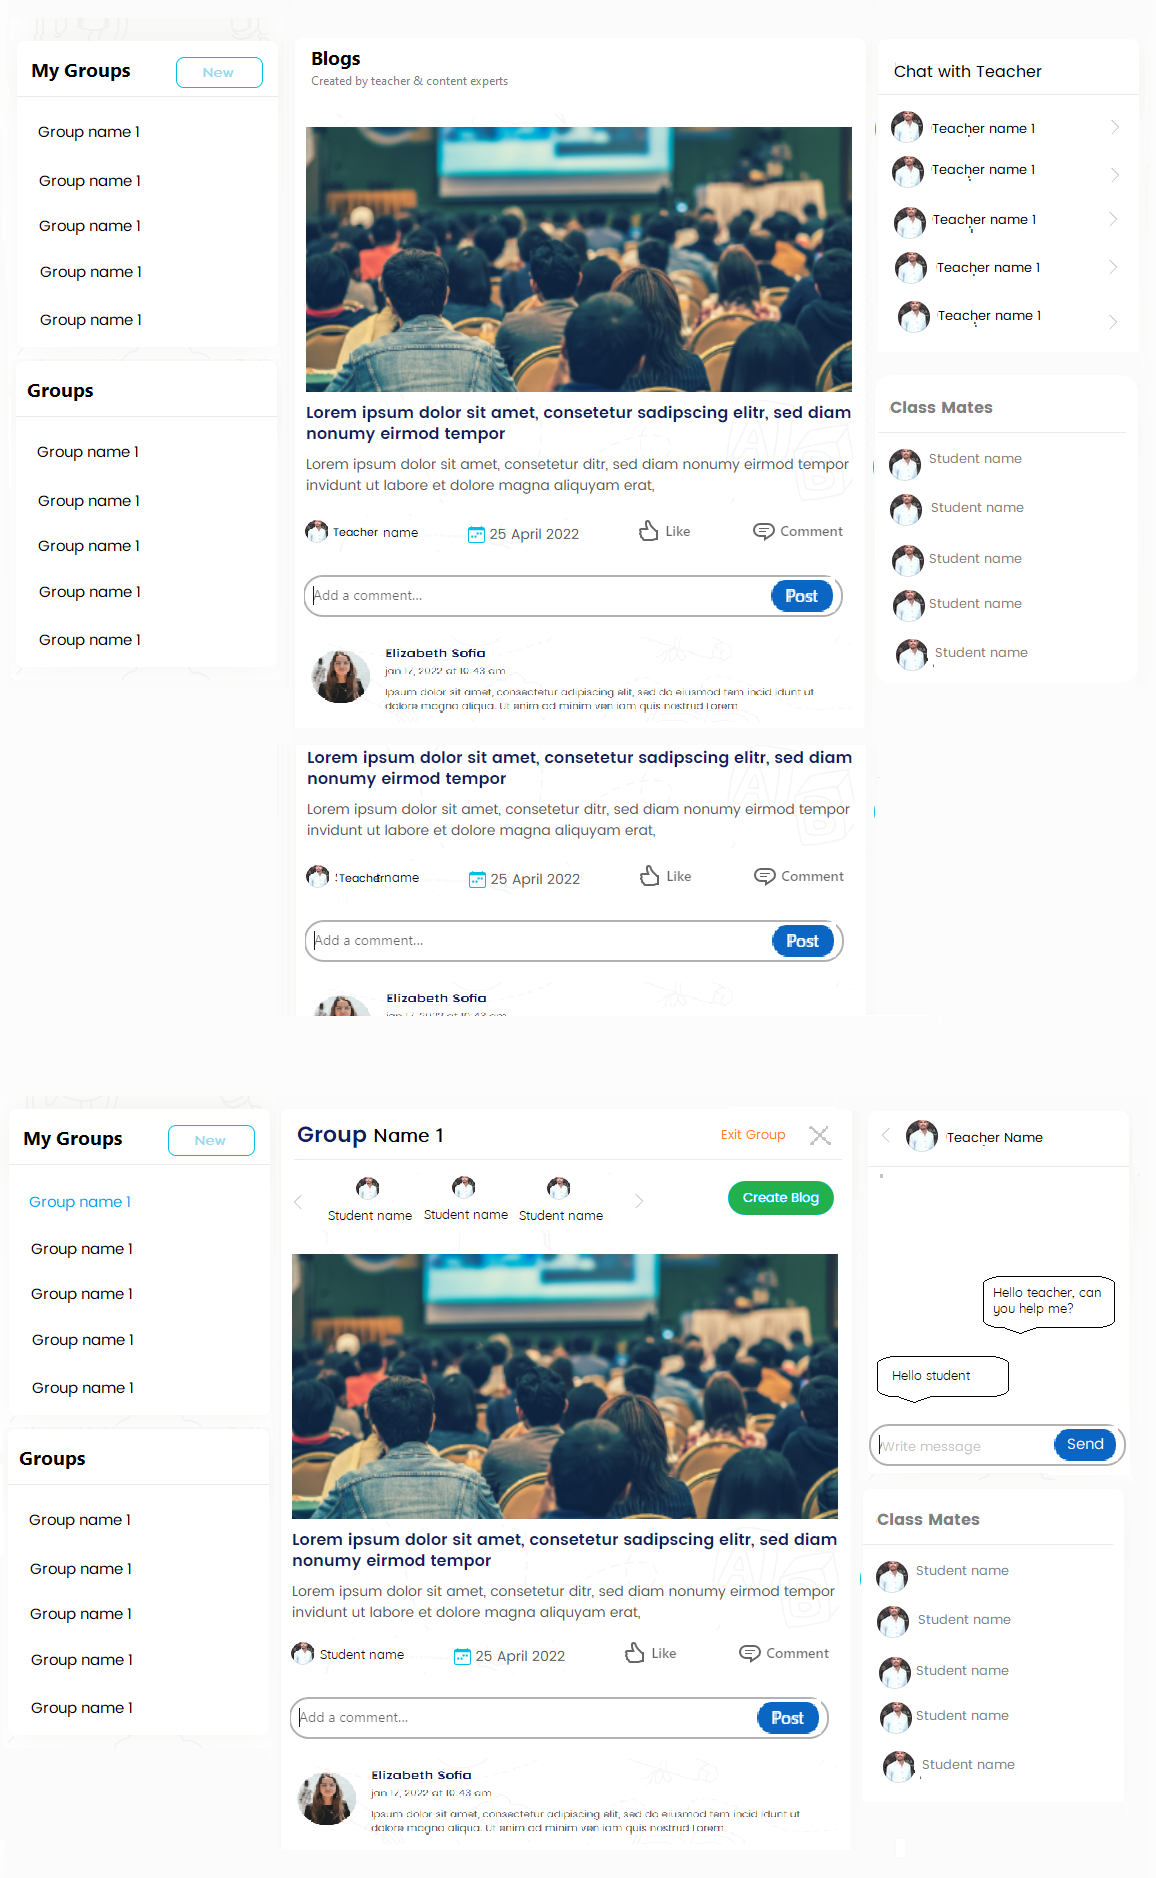 My Groups
New
Group name 1
Group name 1
Group name 1
Group name 1
Group name 1
Groups
Group name 1
Group name 1
Group name 1
Group name 1
Group name 1
Blogs
Created by teacher & content experts
Lorem ipsum dolor sit amet, consetetur sadipscing elitr, sed diam
nonumy eirmod tempor
Lorem ipsum dolor sit amet, consetetur ditr, sed diam nonumy eirmod tempor
invidunt ut labore et dolore magna aliquyam erat,
Teacher name
25 April 2022
Like
Comment
Add a comment...
Post
Elizabeth Sofia
jan 17, 2022 at 10.43 am
Ipsum dolor sit amet, consectetur adipiscing elit, sed do eiusmod tem incid idunt ut
dolore magna aliqua. Ut enim ad minim ven iam quis nostrud Lorem
Lorem ipsum dolor sit amet, consetetur sadipscing elitr, sed diam
nonumy eirmod tempor
Lorem ipsum dolor sit amet, consetetur ditr, sed diam nonumy eirmod tempor
invidunt ut labore et dolore magna aliquyam erat,
Teacher name
25 April 2022
Like
Comment
Add a comment...
Post
Elizabeth Sofia
jan 17, 2022 at 10.43 am
Chat with Teacher
Teacher name 1
Teacher name 1
Teacher name 1
Teacher name 1
Teacher name 1
Class Mates
Student name
Student name
Student name
Student name
Student name
My Groups
New
Group name 1
Group name 1
Group name 1
Group name 1
Group name 1
Groups
Group name 1
Group name 1
Group name 1
Group name 1
Group name 1
Group Name 1
Exit Group
Student name
Student name
Student name
Create Blog
Lorem ipsum dolor sit amet, consetetur sadipscing elitr, sed diam
nonumy eirmod tempor
Lorem ipsum dolor sit amet, consetetur ditr, sed diam nonumy eirmod tempor
invidunt ut labore et dolore magna aliquyam erat,
Student name
25 April 2022
Like
Comment
Add a comment...
Post
Elizabeth Sofia
jan 17, 2022 at 10.43 am
Ipsum dolor sit amet, consectetur adipiscing elit, sed do eiusmod tem incid idunt ut
dolore magna aliqua. Ut enim ad minim ven iam quis nostrud Lorem
Teacher Name
Hello teacher, can
you help me?
Hello student
Write message
Send
Class Mates
Student name
Student name
Student name
Student name
Student name